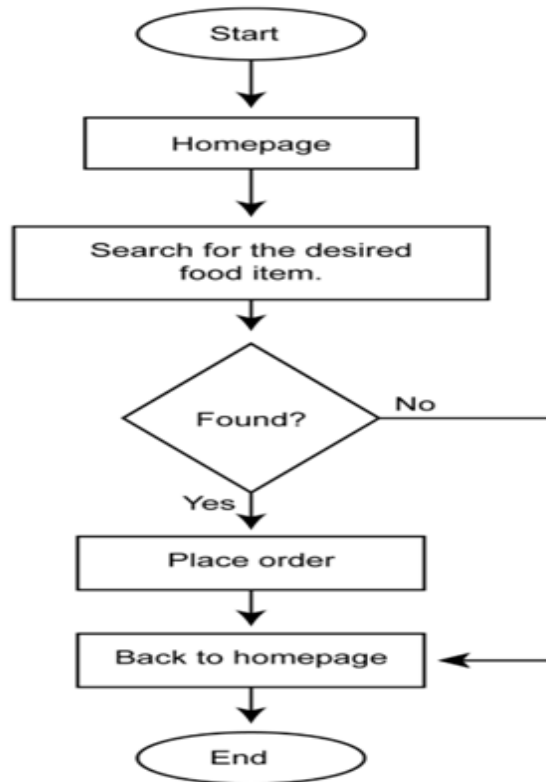 Start
Homepage
Search for the desired
food item.
Found?
No
Yes
Place order
Back to homepage
End